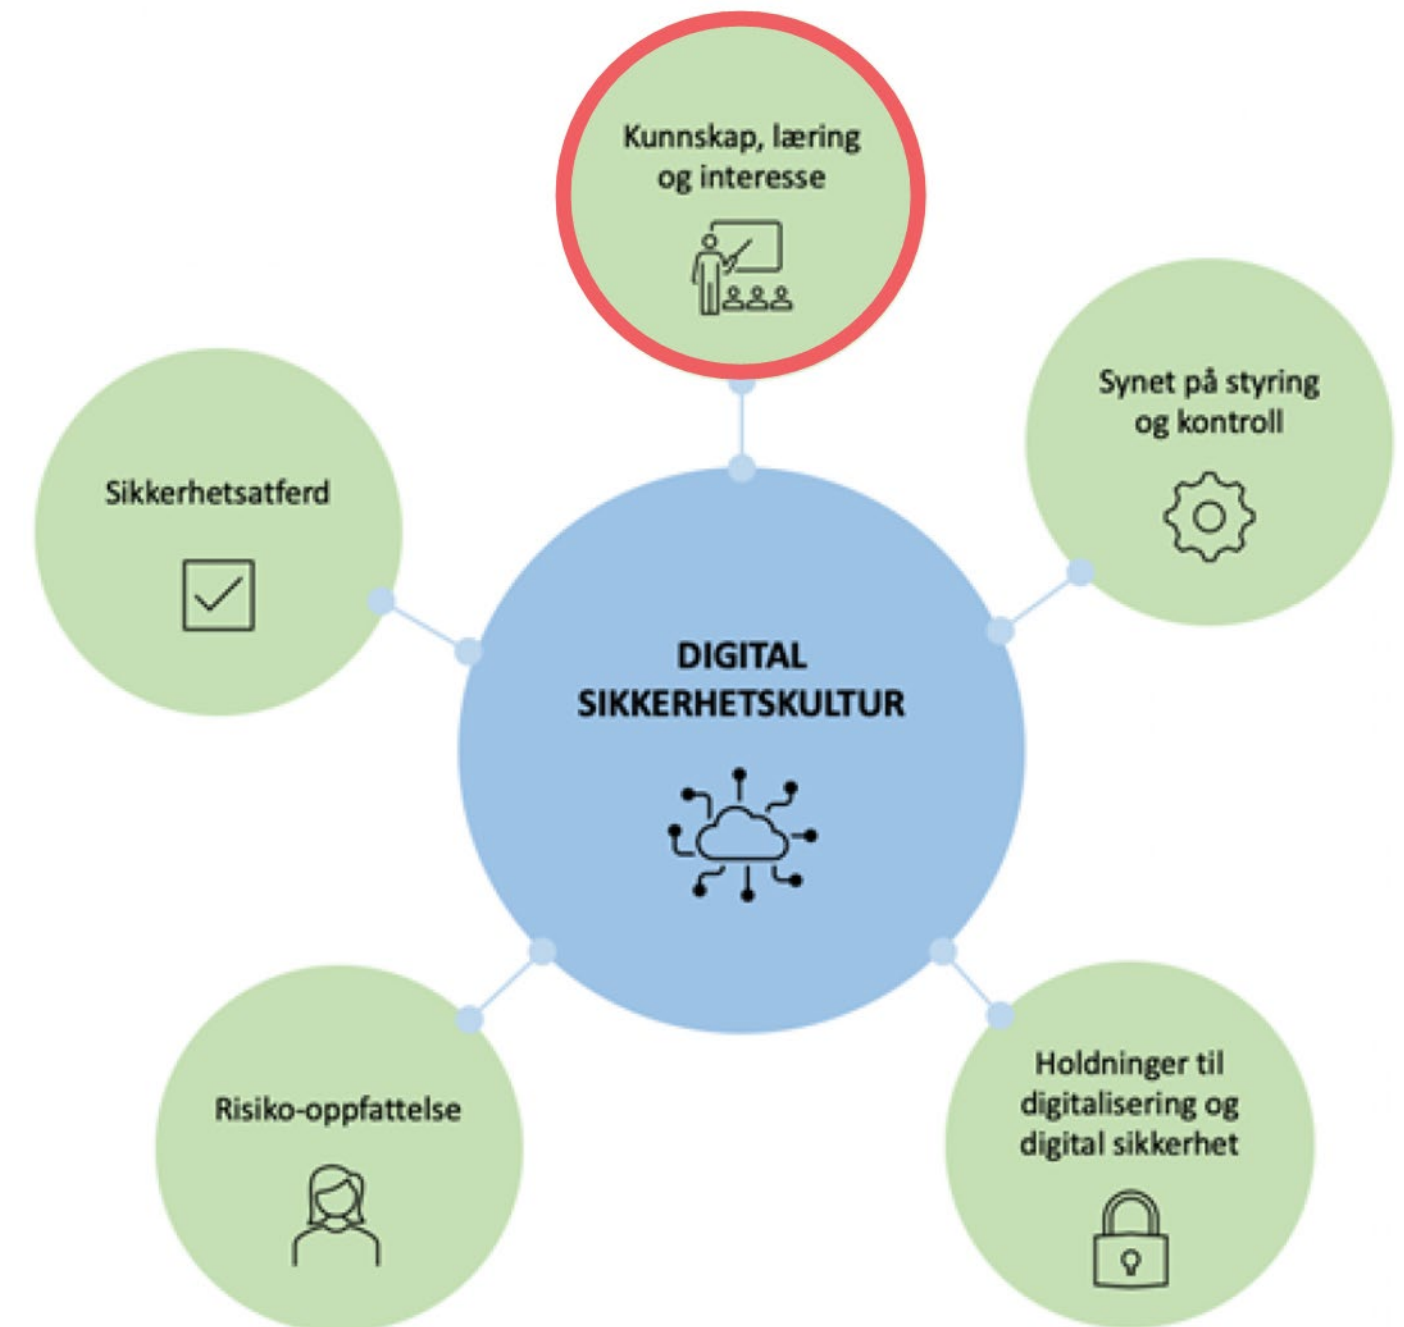 Kunnskap, læring
og interesse
Synet på styring
og kontroll
Sikkerhetsatferd
DIGITAL
SIKKERHETSKULTUR
Holdninger til
digitalisering og
digital sikkerhet
Risiko-oppfattelse